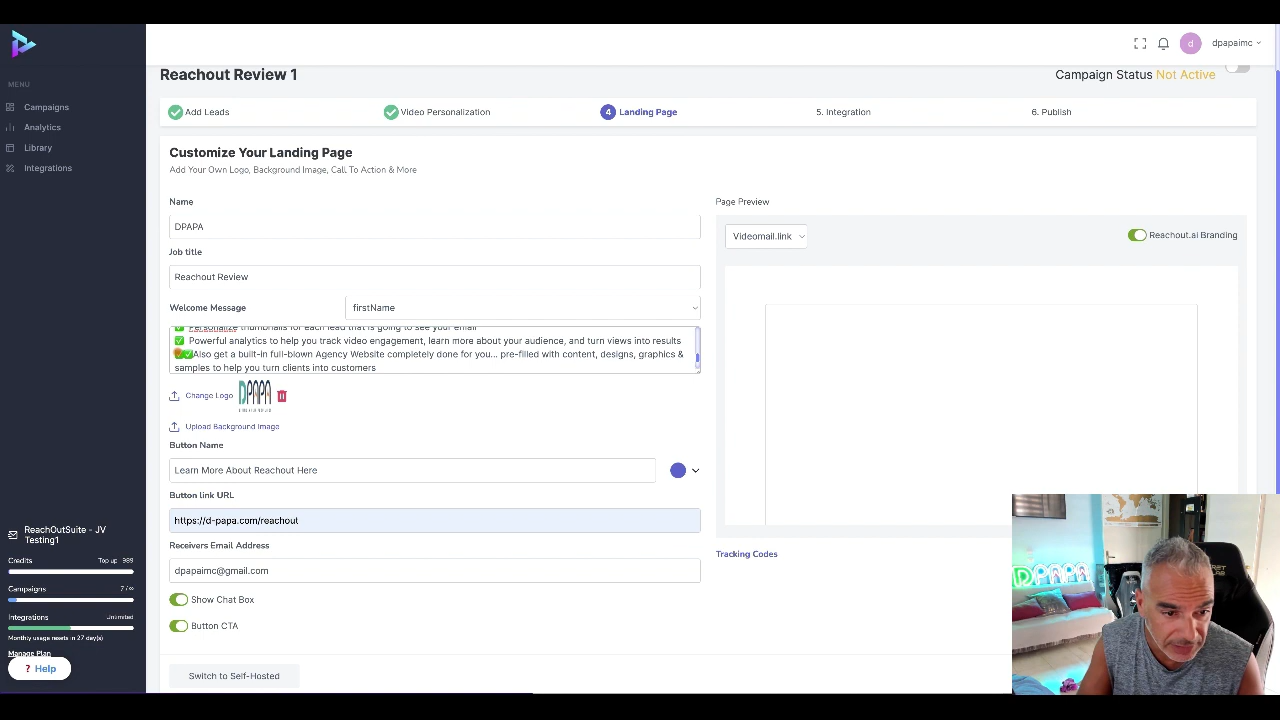 MENU
Campaigns
Analytics
Library
Integrations
ReachOutSuite - JV
Testing1
Credits Top up 989
Campaigns 7 / ∞
Integrations Unlimited
Monthly usage resets in 27 day(s)
Manage Plan
? Help
d dpapaimc
Reachout Review 1
Campaign Status Not Active
Add Leads Video Personalization 4 Landing Page 5. Integration 6. Publish
Customize Your Landing Page
Add Your Own Logo, Background Image, Call To Action & More
Name
DPAPA
Job title
Reachout Review
Welcome Message firstName
✅ Personalize thumbnails for each lead that is going to see your email
✅ Powerful analytics to help you track video engagement, learn more about your audience, and turn views into results
✅Also get a built-in full-blown Agency Website completely done for you... pre-filled with content, designs, graphics &
samples to help you turn clients into customers
Change Logo DPAPA
Upload Background Image
Button Name
Learn More About Reachout Here
Button link URL
https://d-papa.com/reachout
Receivers Email Address
dpapaimc@gmail.com
Show Chat Box
Button CTA
Switch to Self-Hosted
Page Preview
Videomail.link Reachout.ai Branding
Tracking Codes
DPAPA